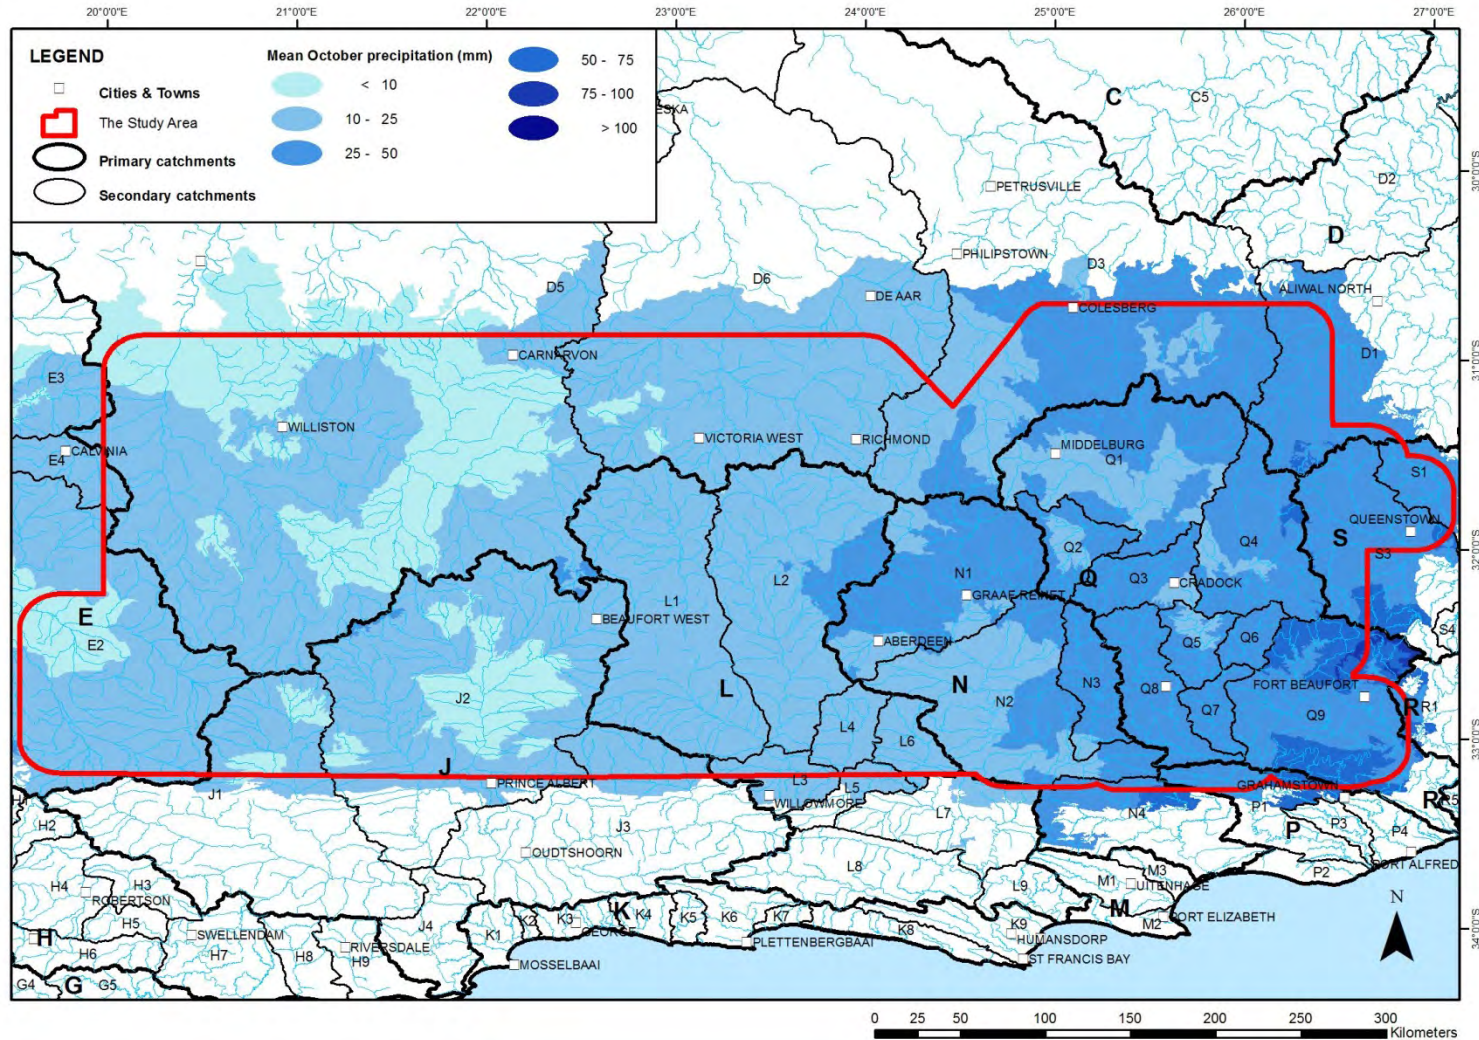 20°0'0"E 21°0'0"E 22°0'0"E 23°0'0"E 24°0'0"E 25°0'0"E 26°0'0"E 27°0'0"E
LEGEND
Cities & Towns
The Study Area
Primary catchments
Secondary catchments
Mean October precipitation (mm)
< 10
10 - 25
25 - 50
50 - 75
75 - 100
> 100
ESKA
C
C5
D2
30°0'0"S
PETRUSVILLE
D
PHILIPSTOWN
D3
D5
D6
DE AAR
ALIWAL NORTH
COLESBERG
CARNARVON
D1
31°0'0"S
E3
WILLISTON
VICTORIA WEST
RICHMOND
MIDDELBURG
Q1
CALVINIA
E4
S1
QUEENSTOWN
S
Q4
Q2
S3
32°0'0"S
L2
N1
Q
Q3
CRADOCK
L1
GRAAF REINET
E
BEAUFORT WEST
E2
ABERDEEN
Q5
Q6
S4
L
N
N3
FORT BEAUFORT
J2
N2
Q8
Q7
Q9
R
R1
L4
L6
33°0'0"S
J
PRINCE ALBERT
L3
L5
GRAHAMSTOWN
J1
WILLOWMORE
L7
N4
P1
R
R5
H2
J3
P
P3
P4
OUDTSHOORN
L8
PORT ALFRED
H4
H3
L9
M1
M3
P2
UITENHAGE
ROBERTSON
K
M
H5
K2
K3
K4
K5
K6
K7
K8
K9
M2
PORT ELIZABETH
H
SWELLENDAM
J4
K1
GEORGE
PLETTENBERGBAAI
HUMANSDORP
34°0'0"S
H6
H7
H8
RIVERSDALE
H9
MOSSELBAAI
ST FRANCIS BAY
G4
G
G5
N
0 25 50 100 150 200 250 300
Kilometers